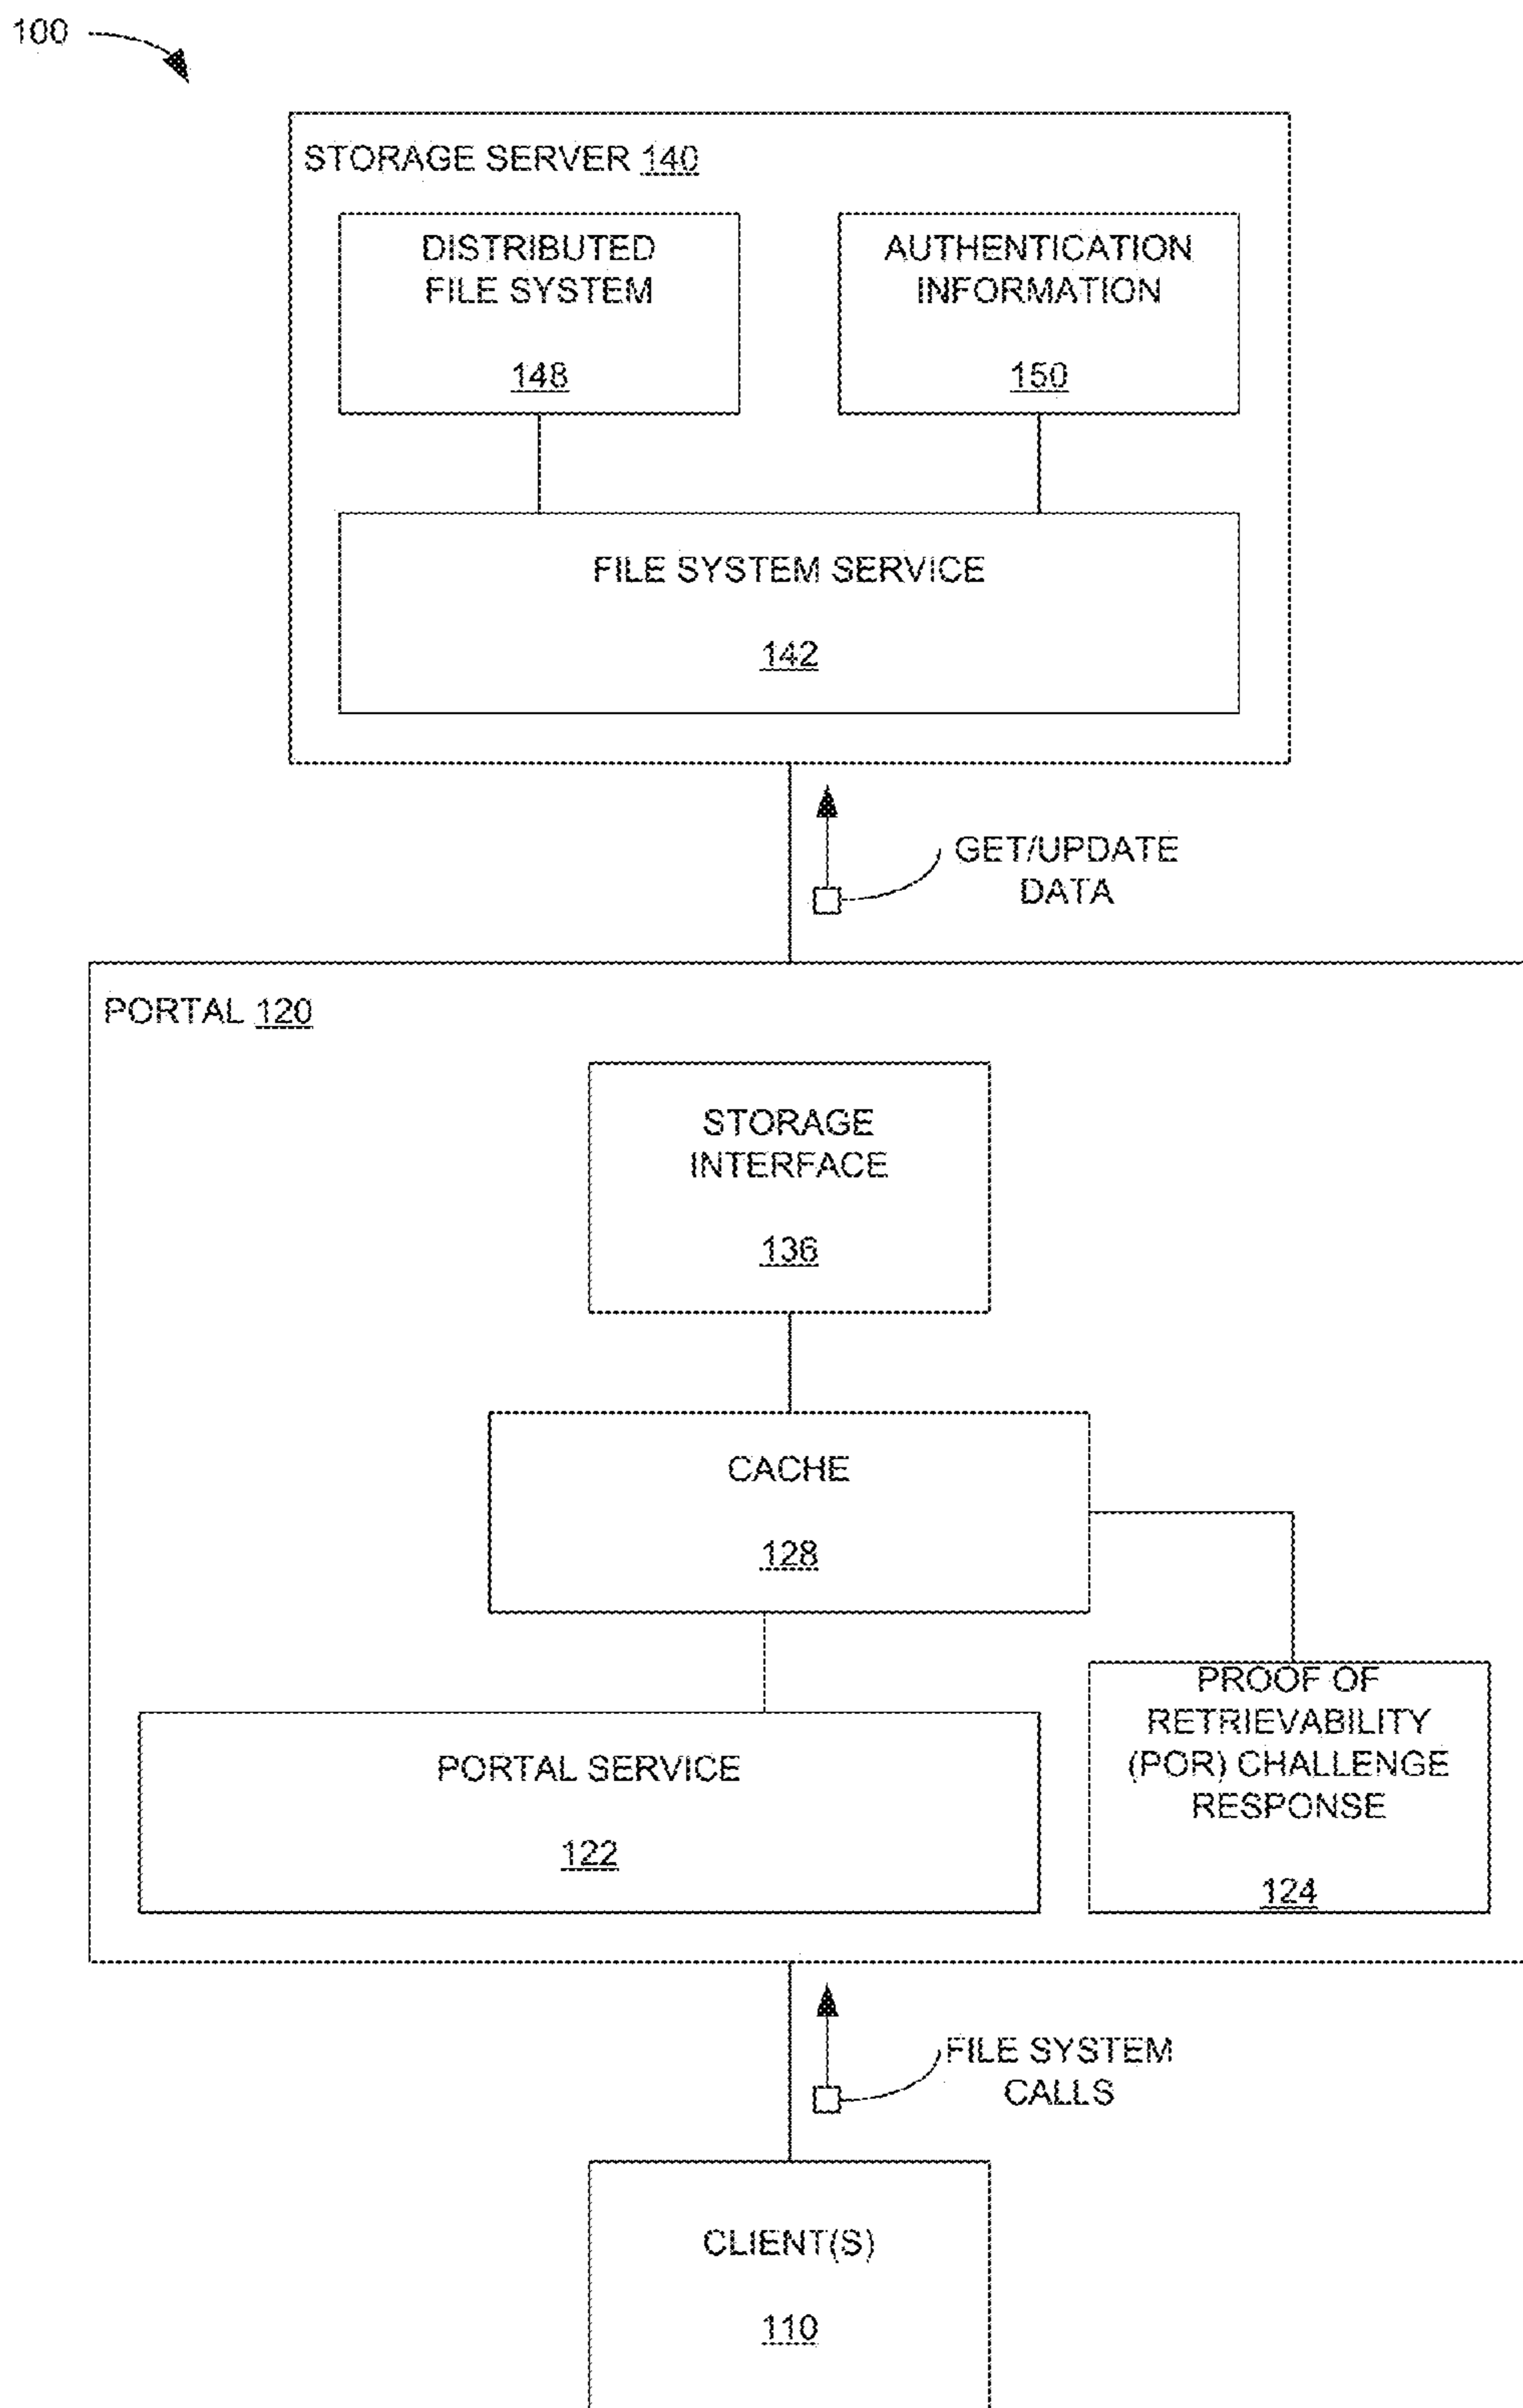 100
STORAGE SERVER 140
DISTRIBUTED
FILE SYSTEM
148
AUTHENTICATION
INFORMATION
150
FILE SYSTEM SERVICE
142
GET/UPDATE
DATA
PORTAL 120
STORAGE
INTERFACE
136
CACHE
128
PORTAL SERVICE
122
PROOF OF
RETRIEVABILITY
(POR) CHALLENGE
RESPONSE
124
FILE SYSTEM
CALLS
CLIENT(S)
110